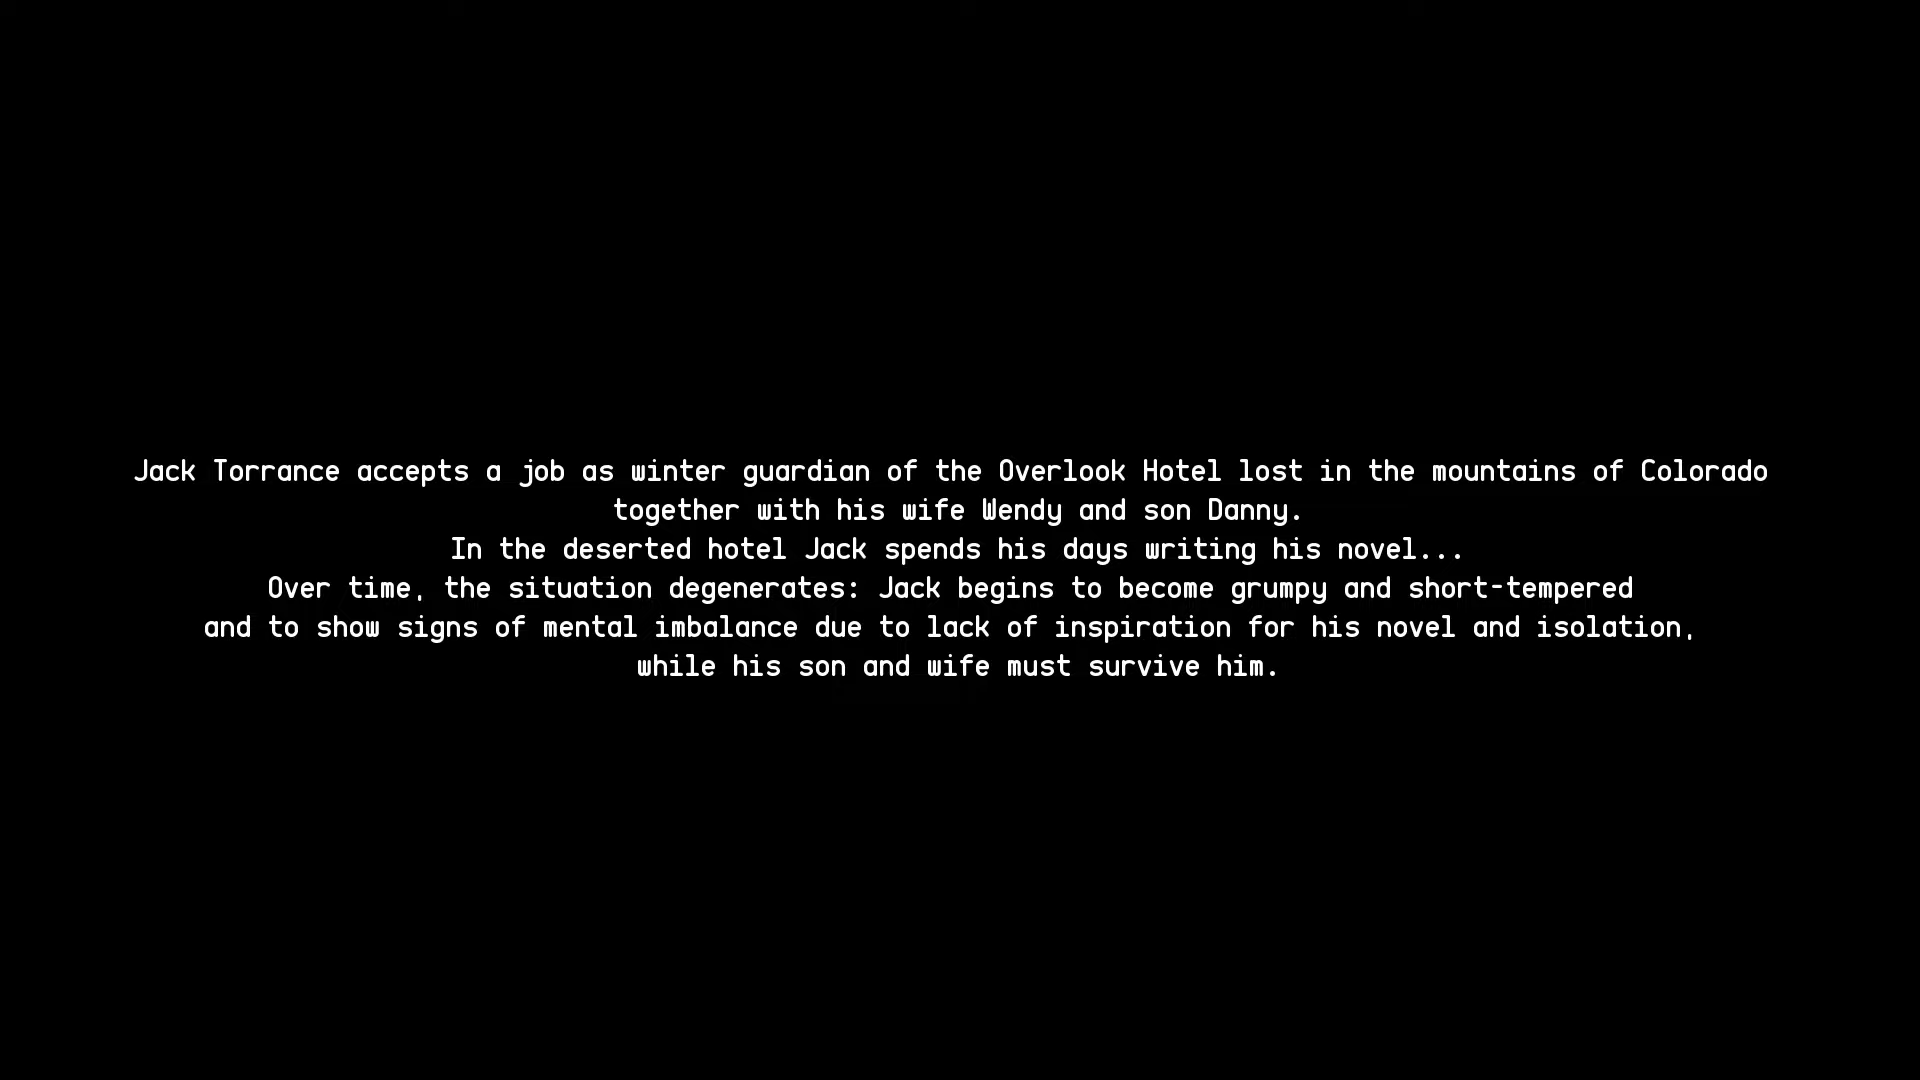 Jack Torrance accepts a job as winter guardian of the Overlook Hotel lost in the mountains of Colorado
together with his wife Wendy and son Danny.
In the deserted hotel Jack spends his days writing his novel...
Over time, the situation degenerates: Jack begins to become grumpy and short-tempered
and to show signs of mental imbalance due to lack of inspiration for his novel and isolation,
while his son and wife must survive him.